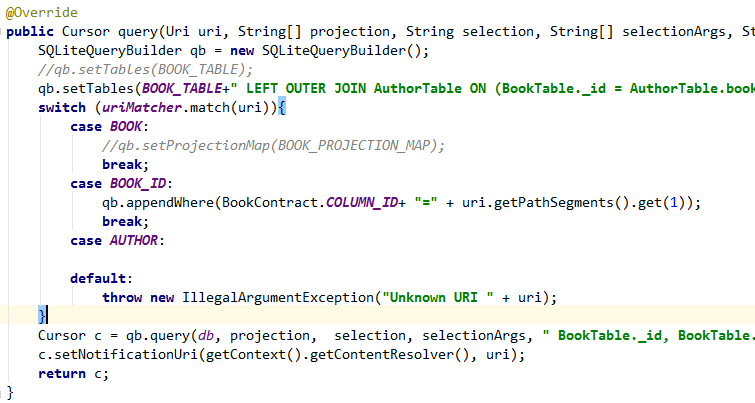 @Override
public Cursor query(Uri uri, String[] projection, String selection, String[] selectionArgs, St
    SQLiteQueryBuilder qb = new SQLiteQueryBuilder();
    //qb.setTables(BOOK_TABLE);
    qb.setTables(BOOK_TABLE+" LEFT OUTER JOIN AuthorTable ON (BookTable._id = AuthorTable.book
    switch (uriMatcher.match(uri)){
        case BOOK:
            //qb.setProjectionMap(BOOK_PROJECTION_MAP);
            break;
        case BOOK_ID:
            qb.appendWhere(BookContract.COLUMN_ID+ "=" + uri.getPathSegments().get(1));
            break;
        case AUTHOR:
        default:
            throw new IllegalArgumentException("Unknown URI " + uri);
    }
    Cursor c = qb.query(db, projection,  selection, selectionArgs, " BookTable._id, BookTable.
    c.setNotificationUri(getContext().getContentResolver(), uri);
    return c;
}